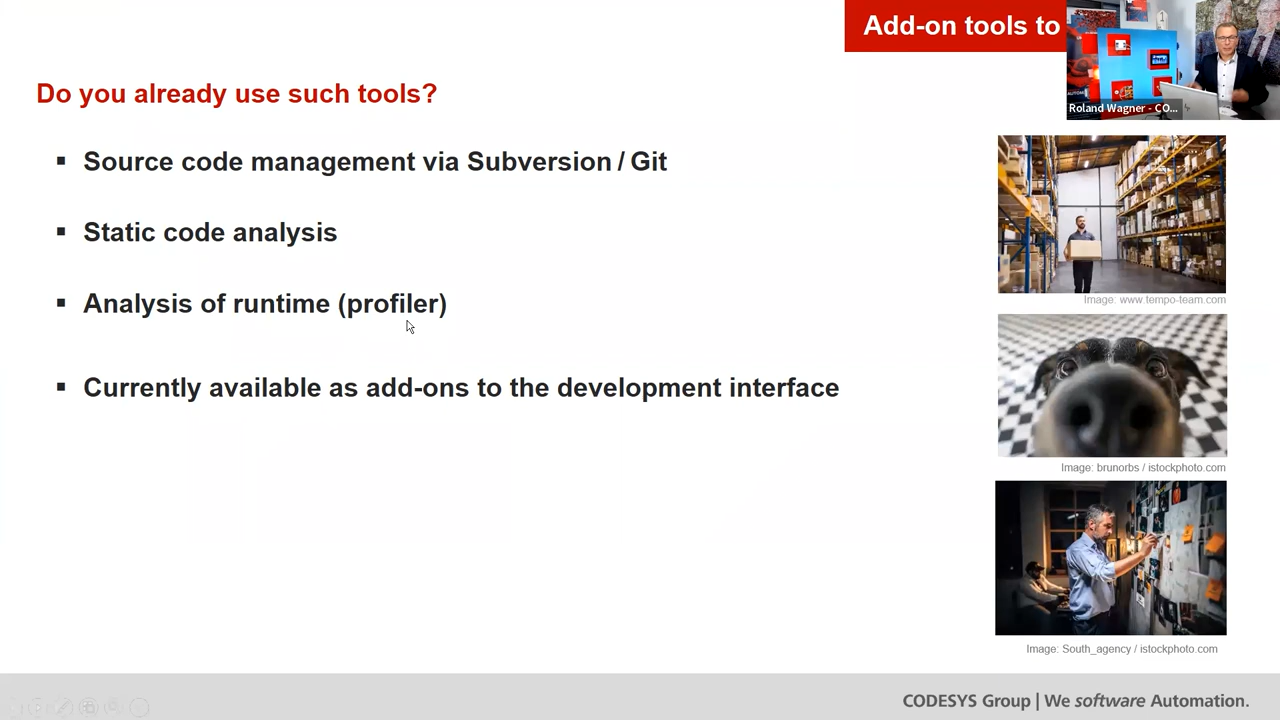 Add-on tools to
Roland Wagner - CO...
Do you already use such tools?
▪ Source code management via Subversion / Git
▪ Static code analysis
▪ Analysis of runtime (profiler)
▪ Currently available as add-ons to the development interface
Image: www.tempo-team.com
Image: brunorbs / istockphoto.com
Image: South_agency / istockphoto.com
CODESYS Group | We software Automation.